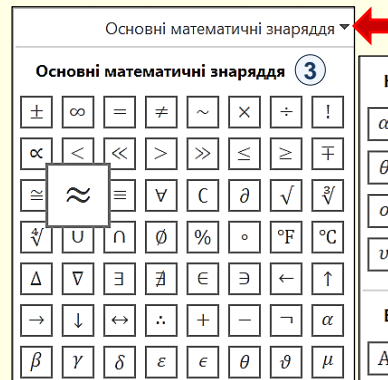 Основні математичні знаряддя
Основні математичні знаряддя 3
± ∞ = ≠ ~ × ÷ !
∝ < ≪ > ≫ ≤ ≥ ∓
≅ ≈ ≡ ∀ ∁ ∂ √ ∛
∜ ∪ ∩ ∅ % ° °F °C
∆ ∇ ∃ ∄ ∈ ∋ ← ↑
→ ↓ ↔ ∴ + − ¬ α
β γ δ ε ϵ θ ϑ μ
α
θ
A